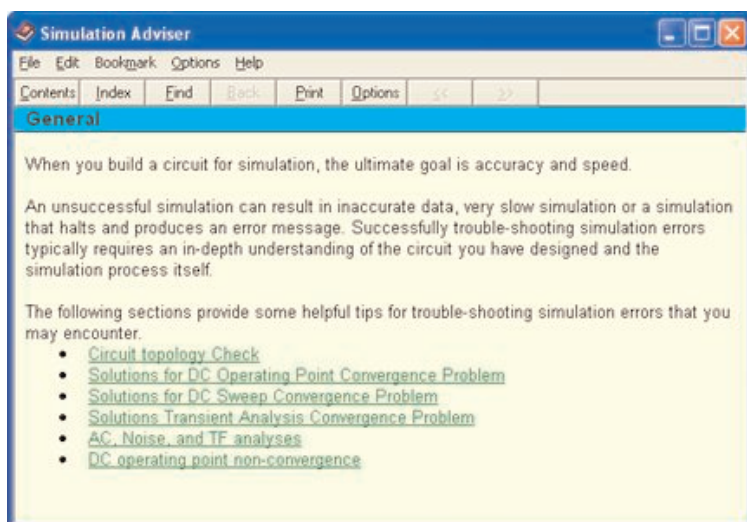 Simulation Adviser
File Edit Bookmark Options Help
Contents Index Find Back Print Options << >>
General
When you build a circuit for simulation, the ultimate goal is accuracy and speed.
An unsuccessful simulation can result in inaccurate data, very slow simulation or a simulation
that halts and produces an error message. Successfully trouble-shooting simulation errors
typically requires an in-depth understanding of the circuit you have designed and the
simulation process itself.
The following sections provide some helpful tips for trouble-shooting simulation errors that you
may encounter.
• Circuit topology Check
• Solutions for DC Operating Point Convergence Problem
• Solutions for DC Sweep Convergence Problem
• Solutions Transient Analysis Convergence Problem
• AC, Noise, and TF analyses
• DC operating point non-convergence